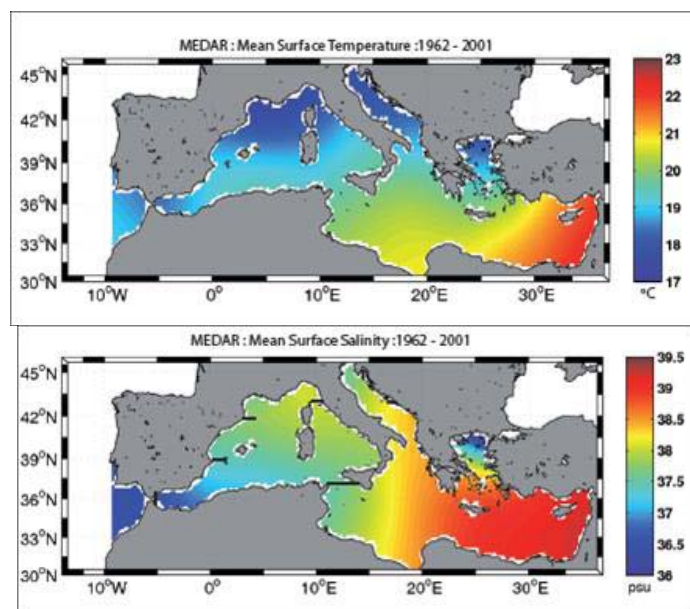 MEDAR : Mean Surface Temperature :1962 - 2001
45°N
42°N
39°N
36°N
33°N
30°N
10°W 0° 10°E 20°E 30°E
23
22
21
20
19
18
17
°C
MEDAR : Mean Surface Salinity :1962 - 2001
45°N
42°N
39°N
36°N
33°N
30°N
10°W 0° 10°E 20°E 30°E
39.5
39
38.5
38
37.5
37
36.5
36
psu